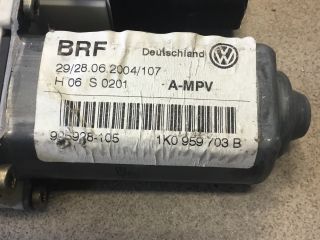 BRF Deutschland
29/28.06.2004/107
H 06 S 0201 A-MPV
1K0 959 703 B